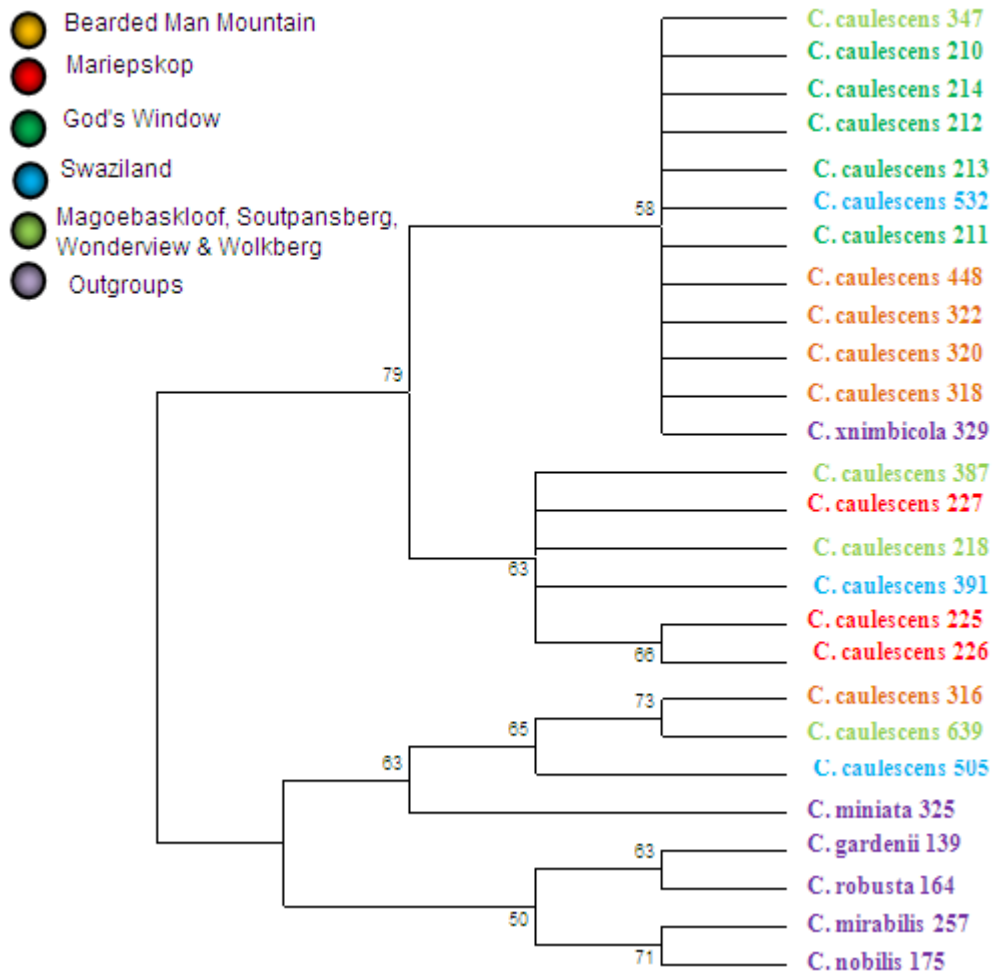 Bearded Man Mountain
Mariepskop
God's Window
Swaziland
Magoebaskloof, Soutpansberg,
Wonderview & Wolkberg
Outgroups
C. caulescens 347
C. caulescens 210
C. caulescens 214
C. caulescens 212
C. caulescens 213
58
C. caulescens 532
C. caulescens 211
C. caulescens 448
C. caulescens 322
C. caulescens 320
79
C. caulescens 318
C. xnimbicola 329
C. caulescens 387
C. caulescens 227
C. caulescens 218
63
C. caulescens 391
C. caulescens 225
66
C. caulescens 226
73
C. caulescens 316
65
C. caulescens 639
63
C. caulescens 505
C. miniata 325
63
C. gardenii 139
C. robusta 164
50
C. mirabilis 257
71
C. nobilis 175